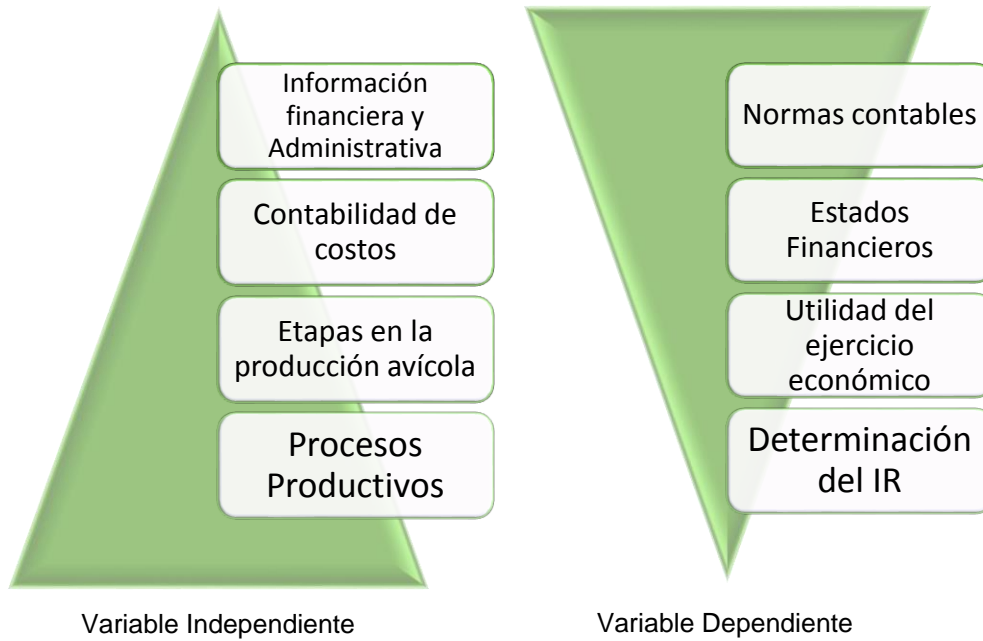 Información
financiera y
Administrativa
Contabilidad de
costos
Etapas en la
producción avícola
Procesos
Productivos
Variable Independiente
Normas contables
Estados
Financieros
Utilidad del
ejercicio
económico
Determinación
del IR
Variable Dependiente